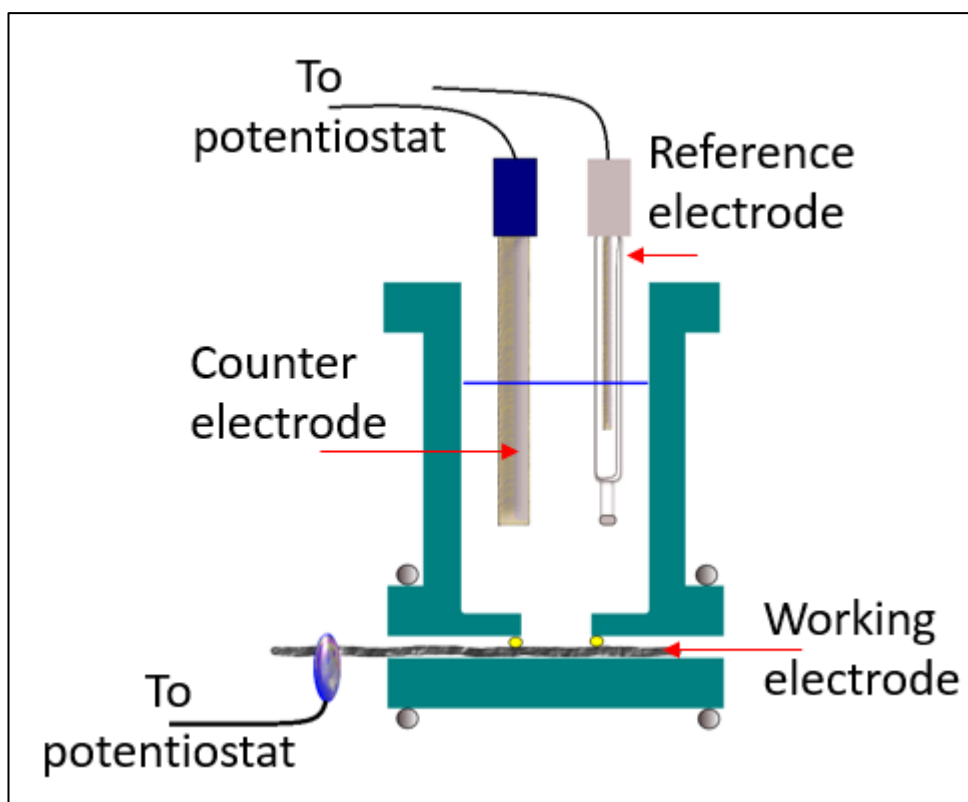 To
potentiostat
Reference
electrode
Counter
electrode
Working
electrode
To
potentiostat